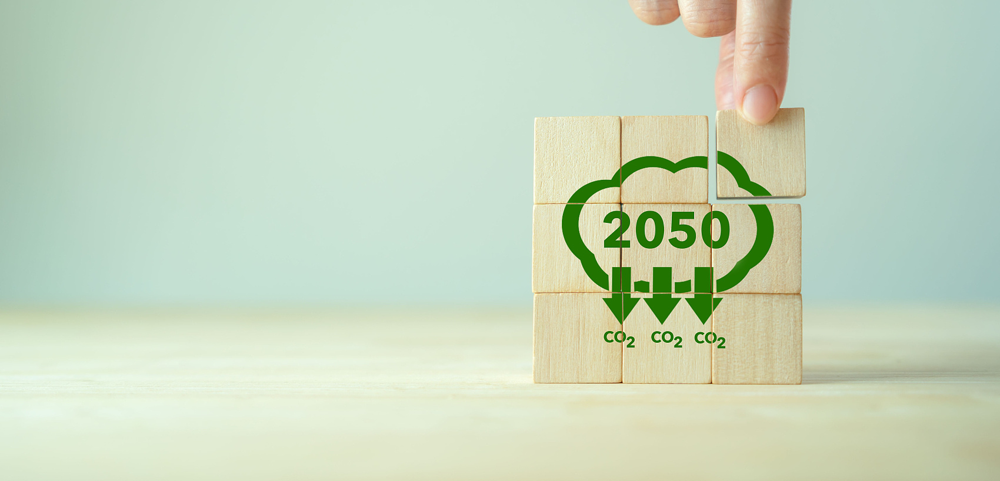 2050
CO₂ CO₂ CO₂